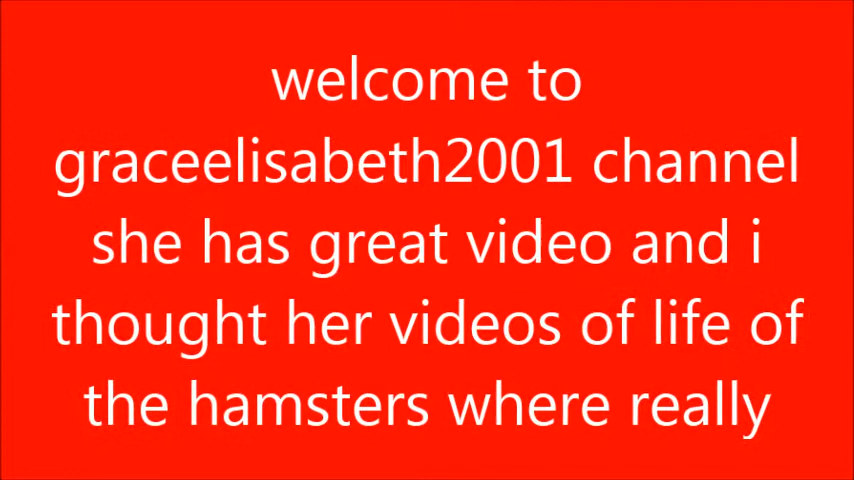 welcome to
graceelisabeth2001 channel
she has great video and i
thought her videos of life of
the hamsters where really